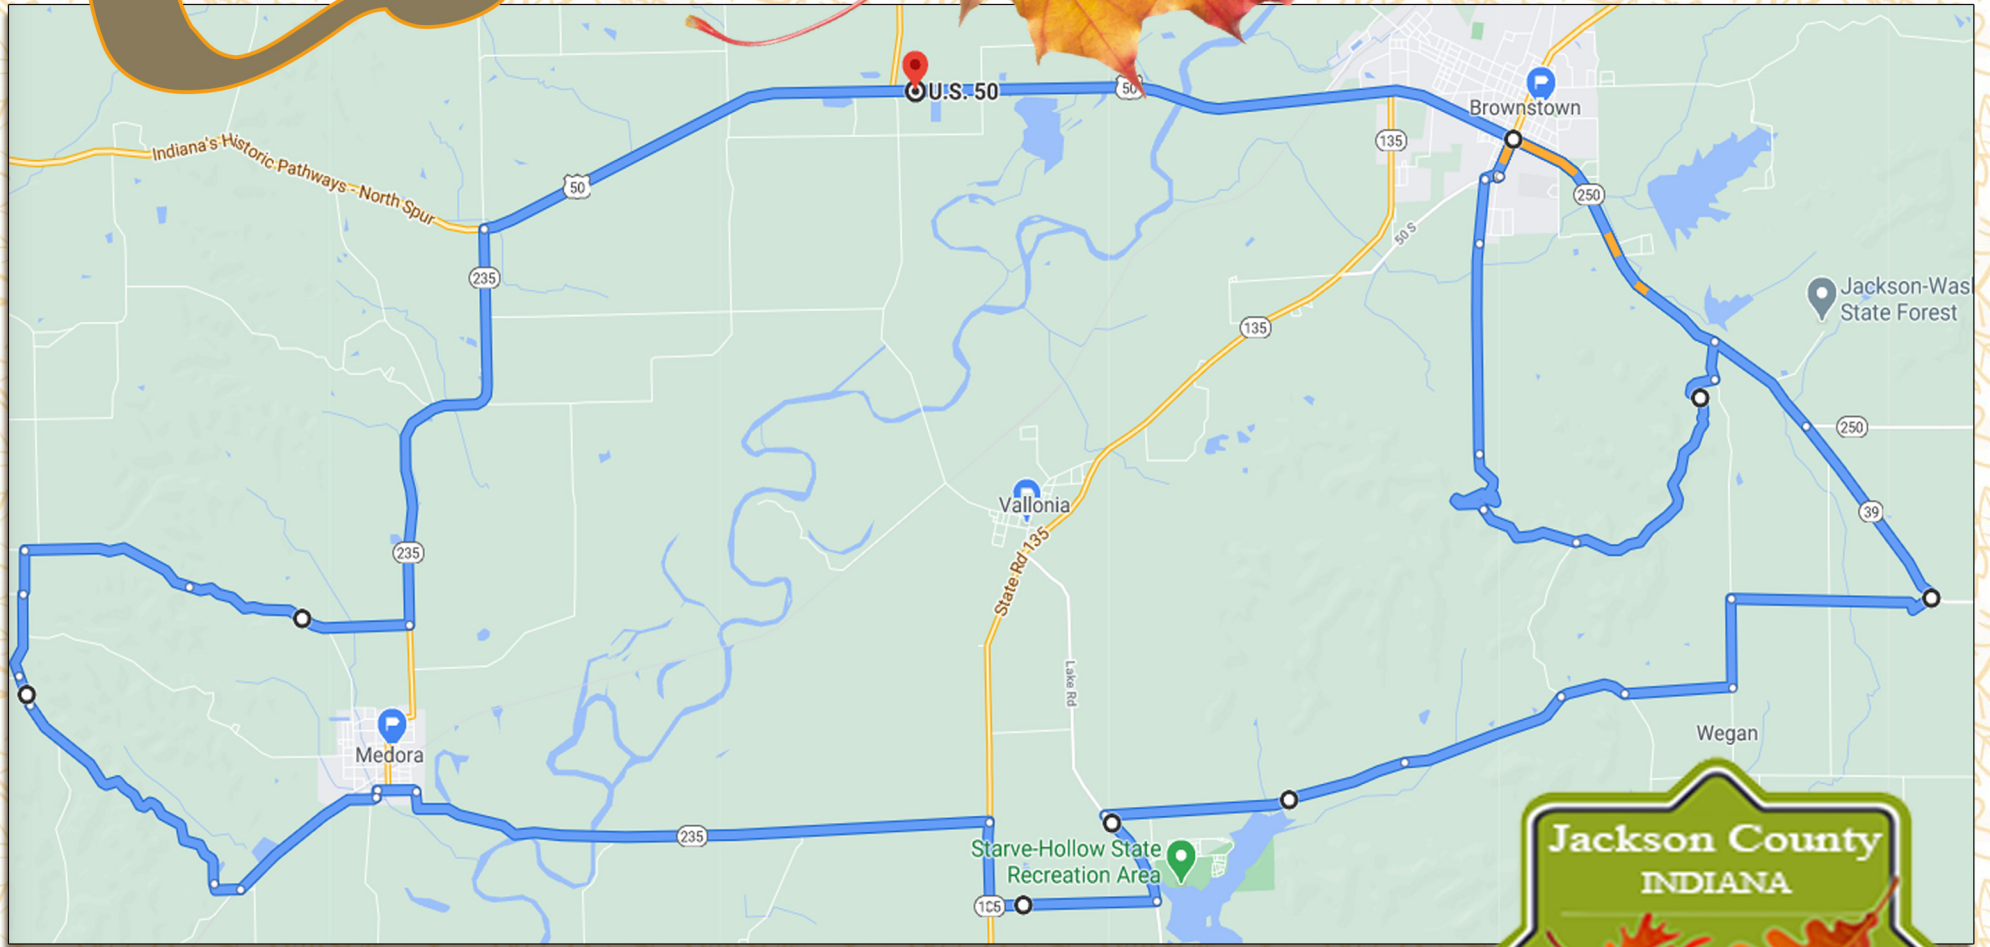 U.S. 50
50
Brownstown
135
Indiana's Historic Pathways - North Spur
50
250
50 S
235
Jackson-Was
State Forest
135
250
Vallonia
39
235
State Rd 135
Lake Rd
Medora
Wegan
235
Starve-Hollow State
Recreation Area
Jackson County
INDIANA